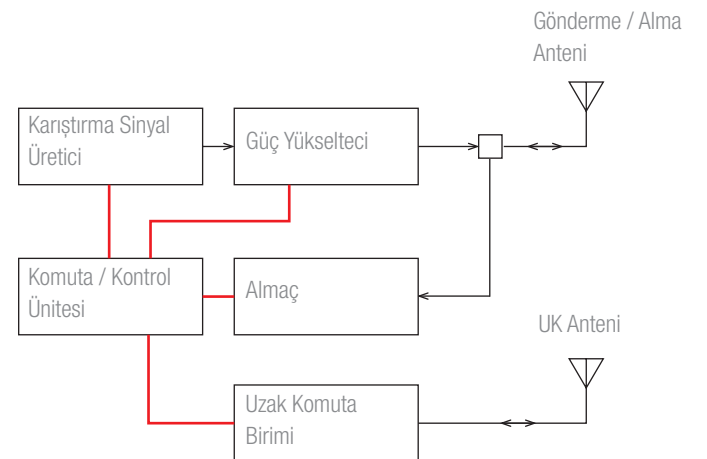 Gönderme / Alma
Anteni
Karıştırma Sinyal
Üretici
Güç Yükselteci
Komuta / Kontrol
Ünitesi
Almaç
UK Anteni
Uzak Komuta
Birimi